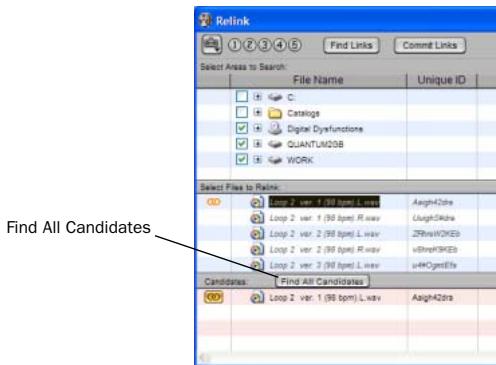 Relink
①②③④⑤ Find Links Commit Links
Select Areas to Search:
File Name Unique ID
C:
Catalogs
Digital Dysfunctions
QUANTUM2GB
WORK
Select Files to Relink:
Loop 2 ver. 1 (98 bpm) L.wav
Loop 2 ver. 1 (98 bpm) R.wav
Loop 2 ver. 2 (98 bpm) L.wav
Loop 2 ver. 2 (98 bpm) R.wav
Loop 2 ver. 3 (98 bpm) L.wav
Find All Candidates
Candidates: Find All Candidates
Loop 2 ver. 1 (98 bpm) L.wav Aaigh42dra